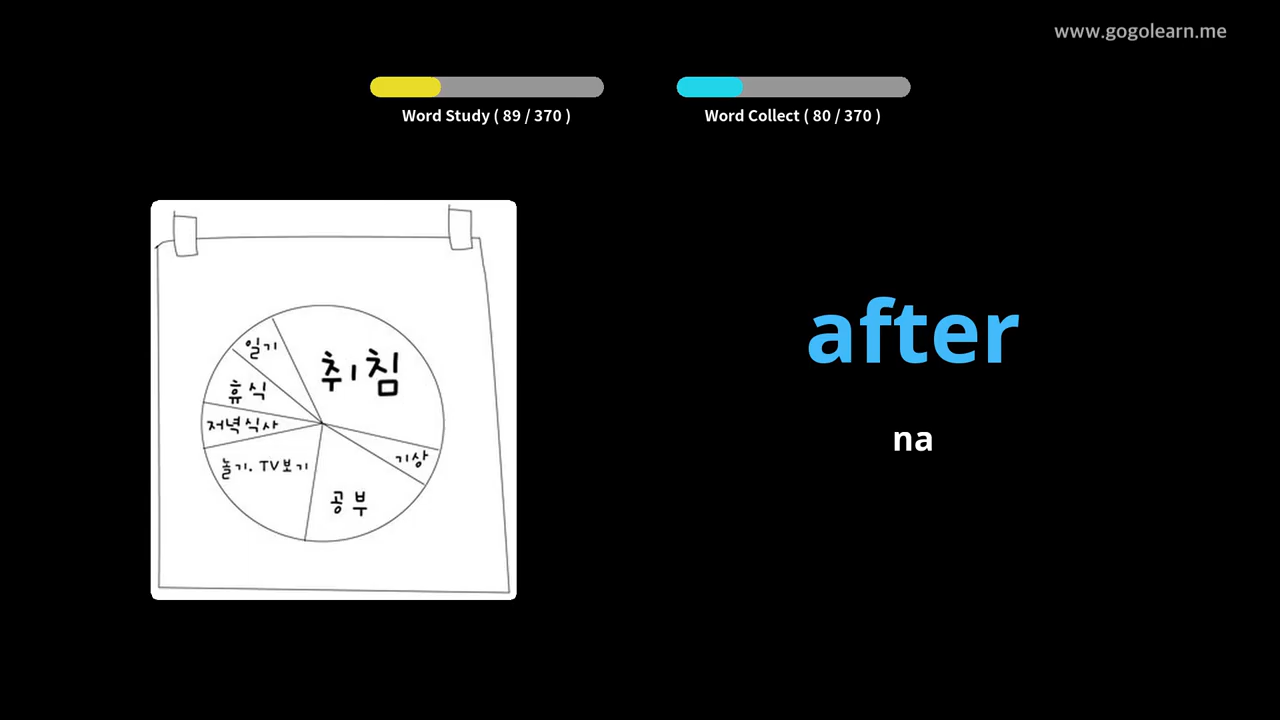 www.gogolearn.me
Word Study ( 89 / 370 )
Word Collect ( 80 / 370 )
일기
취침
휴식
저녁식사
놀기. TV보기
기상
공부
after
na